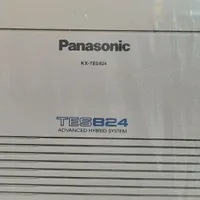 Panasonic
KX-TES824
TES824
ADVANCED HYBRID SYSTEM